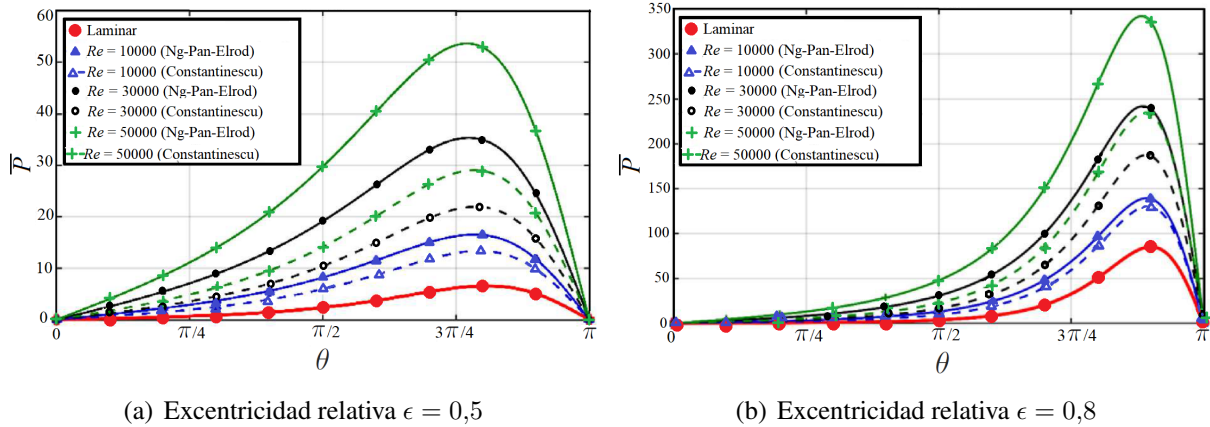 60
50
40
30
20
10
0
P̅
Laminar
Re = 10000 (Ng-Pan-Elrod)
Re = 10000 (Constantinescu)
Re = 30000 (Ng-Pan-Elrod)
Re = 30000 (Constantinescu)
Re = 50000 (Ng-Pan-Elrod)
Re = 50000 (Constantinescu)
0
π/4
π/2
3π/4
π
θ
(a) Excentricidad relativa ϵ = 0,5
350
300
250
200
150
100
50
0
P̅
Laminar
Re = 10000 (Ng-Pan-Elrod)
Re = 10000 (Constantinescu)
Re = 30000 (Ng-Pan-Elrod)
Re = 30000 (Constantinescu)
Re = 50000 (Ng-Pan-Elrod)
Re = 50000 (Constantinescu)
0
π/4
π/2
3π/4
π
θ
(b) Excentricidad relativa ϵ = 0,8